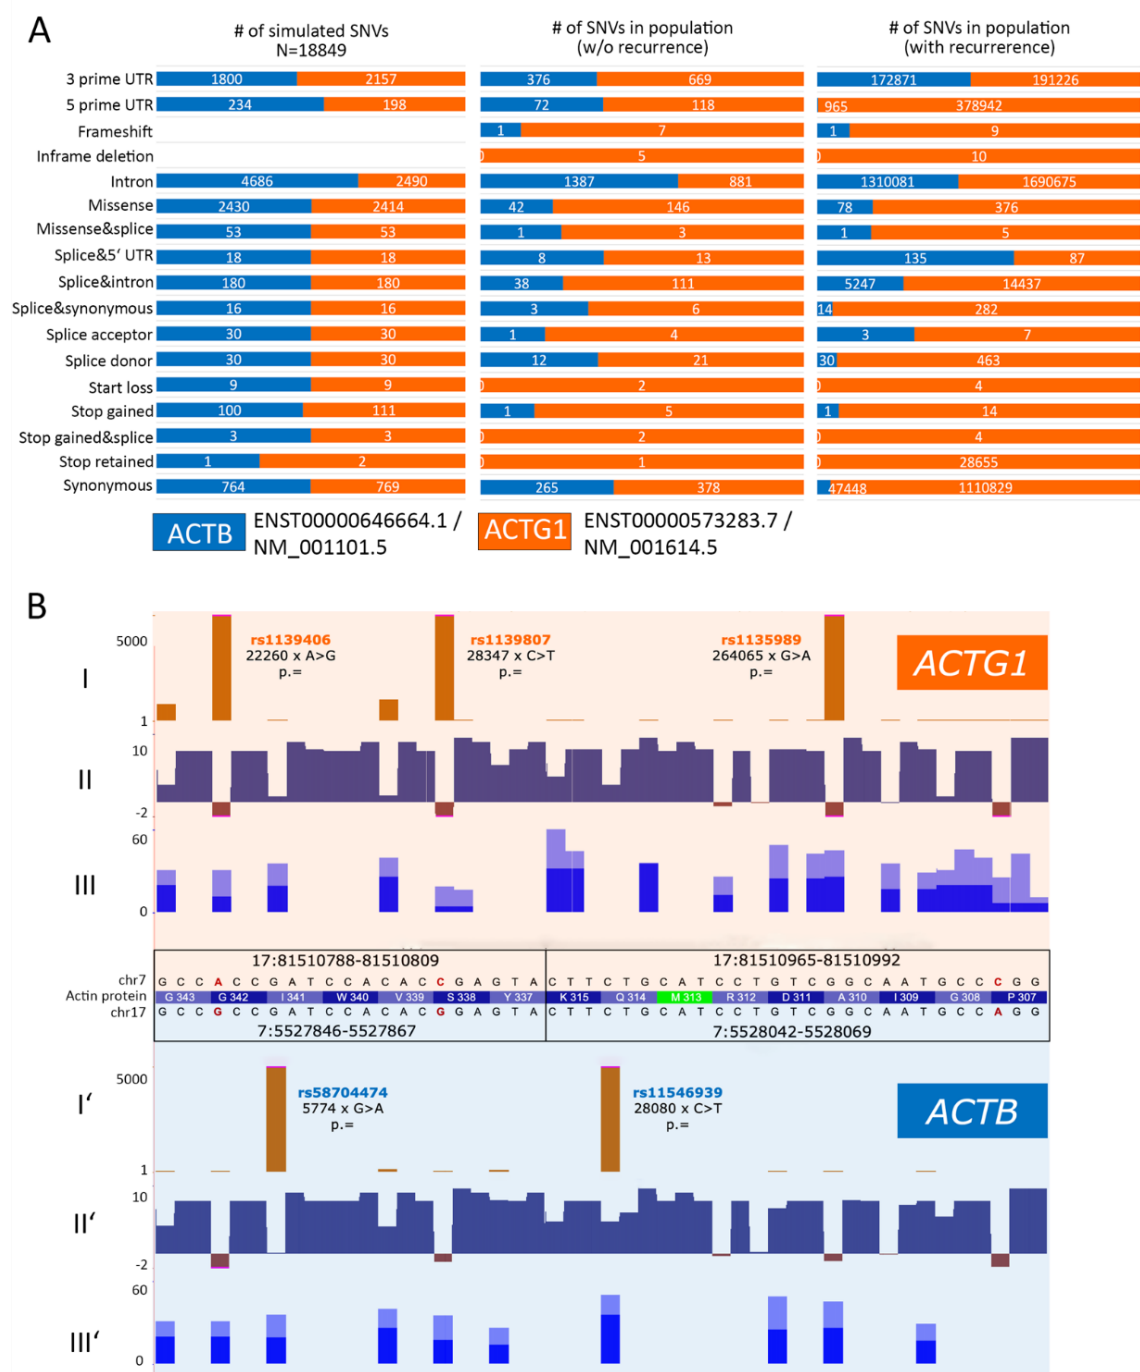 A
# of simulated SNVs
N=18849
# of SNVs in population
(w/o recurrence)
# of SNVs in population
(with recurrerence)
3 prime UTR 1800 2157 376 669 172871 191226
5 prime UTR 234 198 72 118 965 378942
Frameshift 1 7 1 9
Inframe deletion 0 5 0 10
Intron 4686 2490 1387 881 1310081 1690675
Missense 2430 2414 42 146 78 376
Missense&splice 53 53 1 3 1 5
Splice&5‘ UTR 18 18 8 13 135 87
Splice&intron 180 180 38 111 5247 14437
Splice&synonymous 16 16 3 6 14 282
Splice acceptor 30 30 1 4 3 7
Splice donor 30 30 12 21 30 463
Start loss 9 9 0 2 0 4
Stop gained 100 111 1 5 1 14
Stop gained&splice 3 3 0 2 0 4
Stop retained 1 2 0 1 0 28655
Synonymous 764 769 265 378 47448 1110829
ACTB ENST00000646664.1 /
NM_001101.5
ACTG1 ENST00000573283.7 /
NM_001614.5
B
I
5000
1
rs1139406
22260 x A>G
p.=
rs1139807
28347 x C>T
p.=
rs1135989
264065 x G>A
p.=
ACTG1
II
10
-2
III
60
0
17:81510788-81510809 17:81510965-81510992
chr7 G C C A C C G A T C C A C A C C G A G T A C T T C T G C A T C C T G T C G G C A A T G C C C G G
Actin protein G 343 G 342 I 341 W 340 V 339 S 338 Y 337 K 315 Q 314 M 313 R 312 D 311 A 310 I 309 G 308 P 307
chr17 G C C G C C G A T C C A C A C G G A G T A C T T C T G C A T C C T G T C G G C A A T G C C A G G
7:5527846-5527867 7:5528042-5528069
I‘
5000
1
rs58704474
5774 x G>A
p.=
rs11546939
28080 x C>T
p.=
ACTB
II‘
10
-2
III‘
60
0